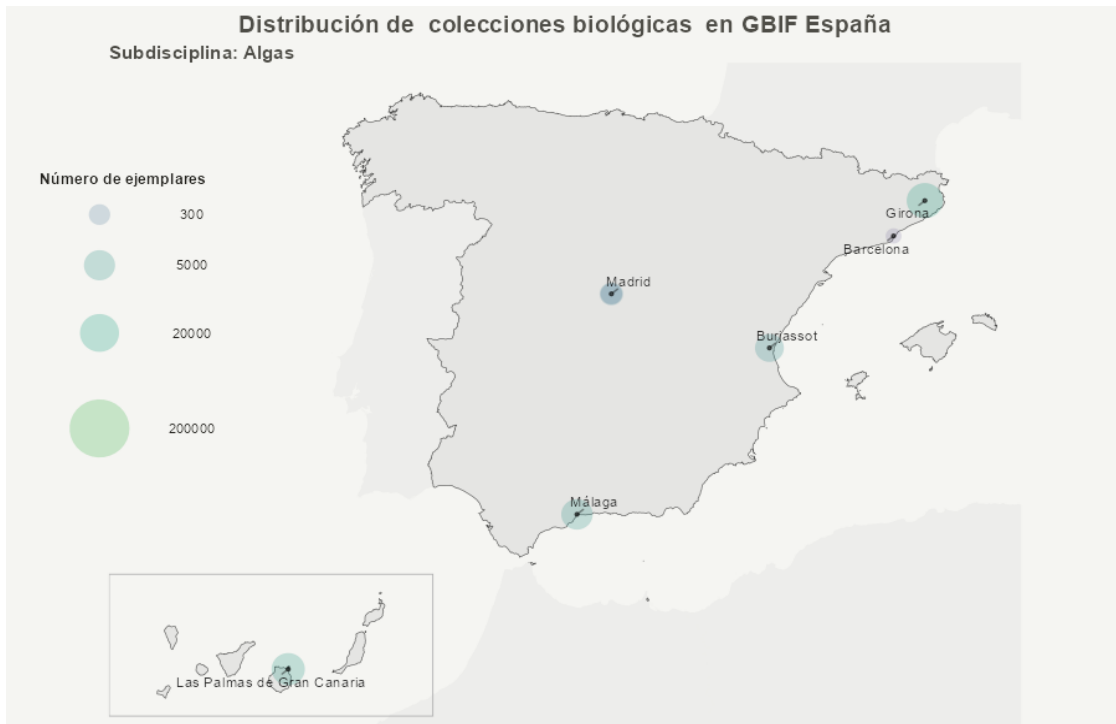 Distribución de colecciones biológicas en GBIF España
Subdisciplina: Algas
Número de ejemplares
300
5000
20000
200000
Girona
Barcelona
Madrid
Burjassot
Málaga
Las Palmas de Gran Canaria